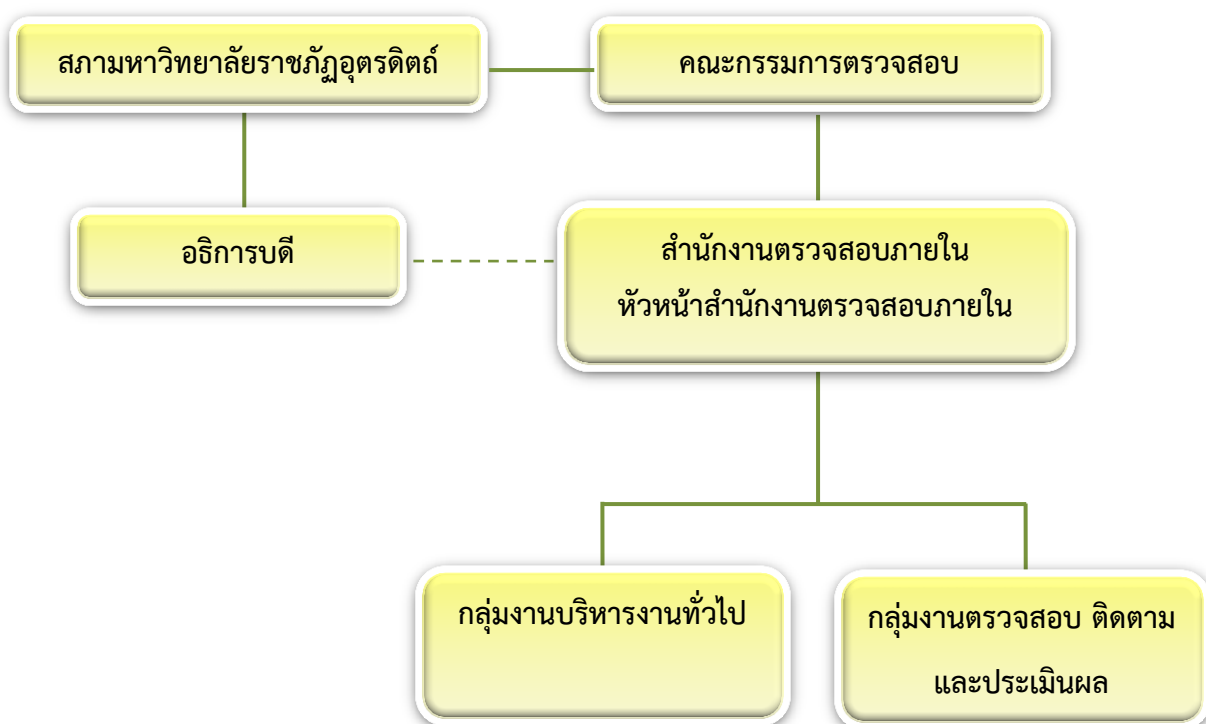 สภามหาวิทยาลัยราชภัฏอุตรดิตถ์
คณะกรรมการตรวจสอบ
อธิการบดี
สำนักงานตรวจสอบภายใน
หัวหน้าสำนักงานตรวจสอบภายใน
กลุ่มงานบริหารงานทั่วไป
กลุ่มงานตรวจสอบ ติดตาม
และประเมินผล